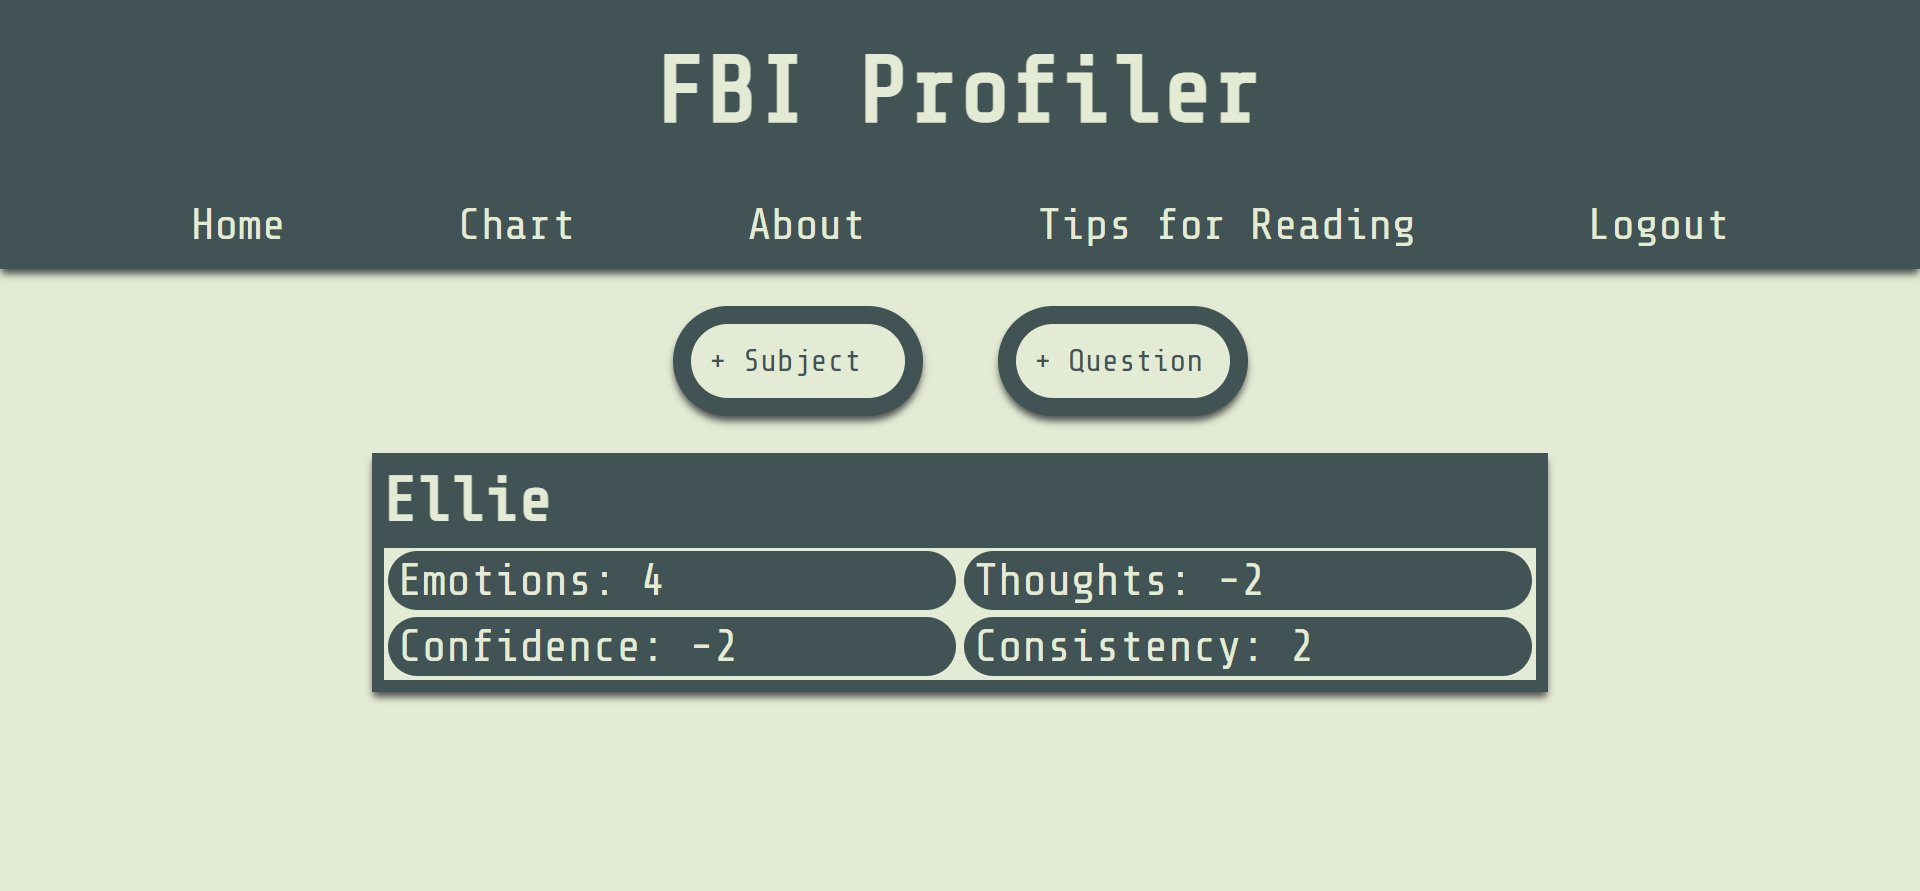 FBI Profiler
Home Chart About Tips for Reading Logout
+ Subject + Question
Ellie
Emotions: 4 Thoughts: -2
Confidence: -2 Consistency: 2